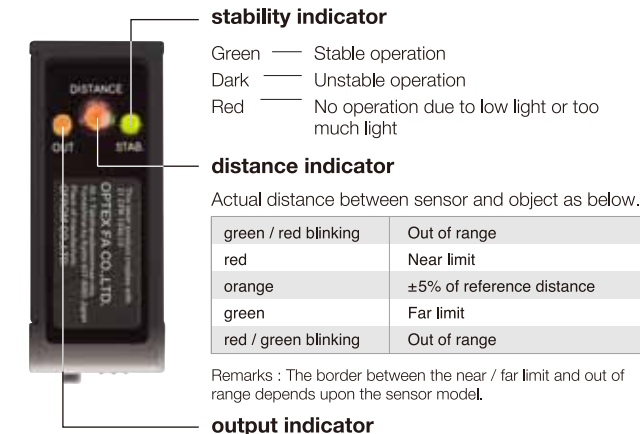 stability indicator
Green — Stable operation
Dark — Unstable operation
Red — No operation due to low light or too
much light
DISTANCE
OUT
STAB.
OPTEX FA CO.,LTD.
distance indicator
Actual distance between sensor and object as below.
green / red blinking Out of range
red Near limit
orange ±5% of reference distance
green Far limit
red / green blinking Out of range
Remarks : The border between the near / far limit and out of
range depends upon the sensor model.
output indicator